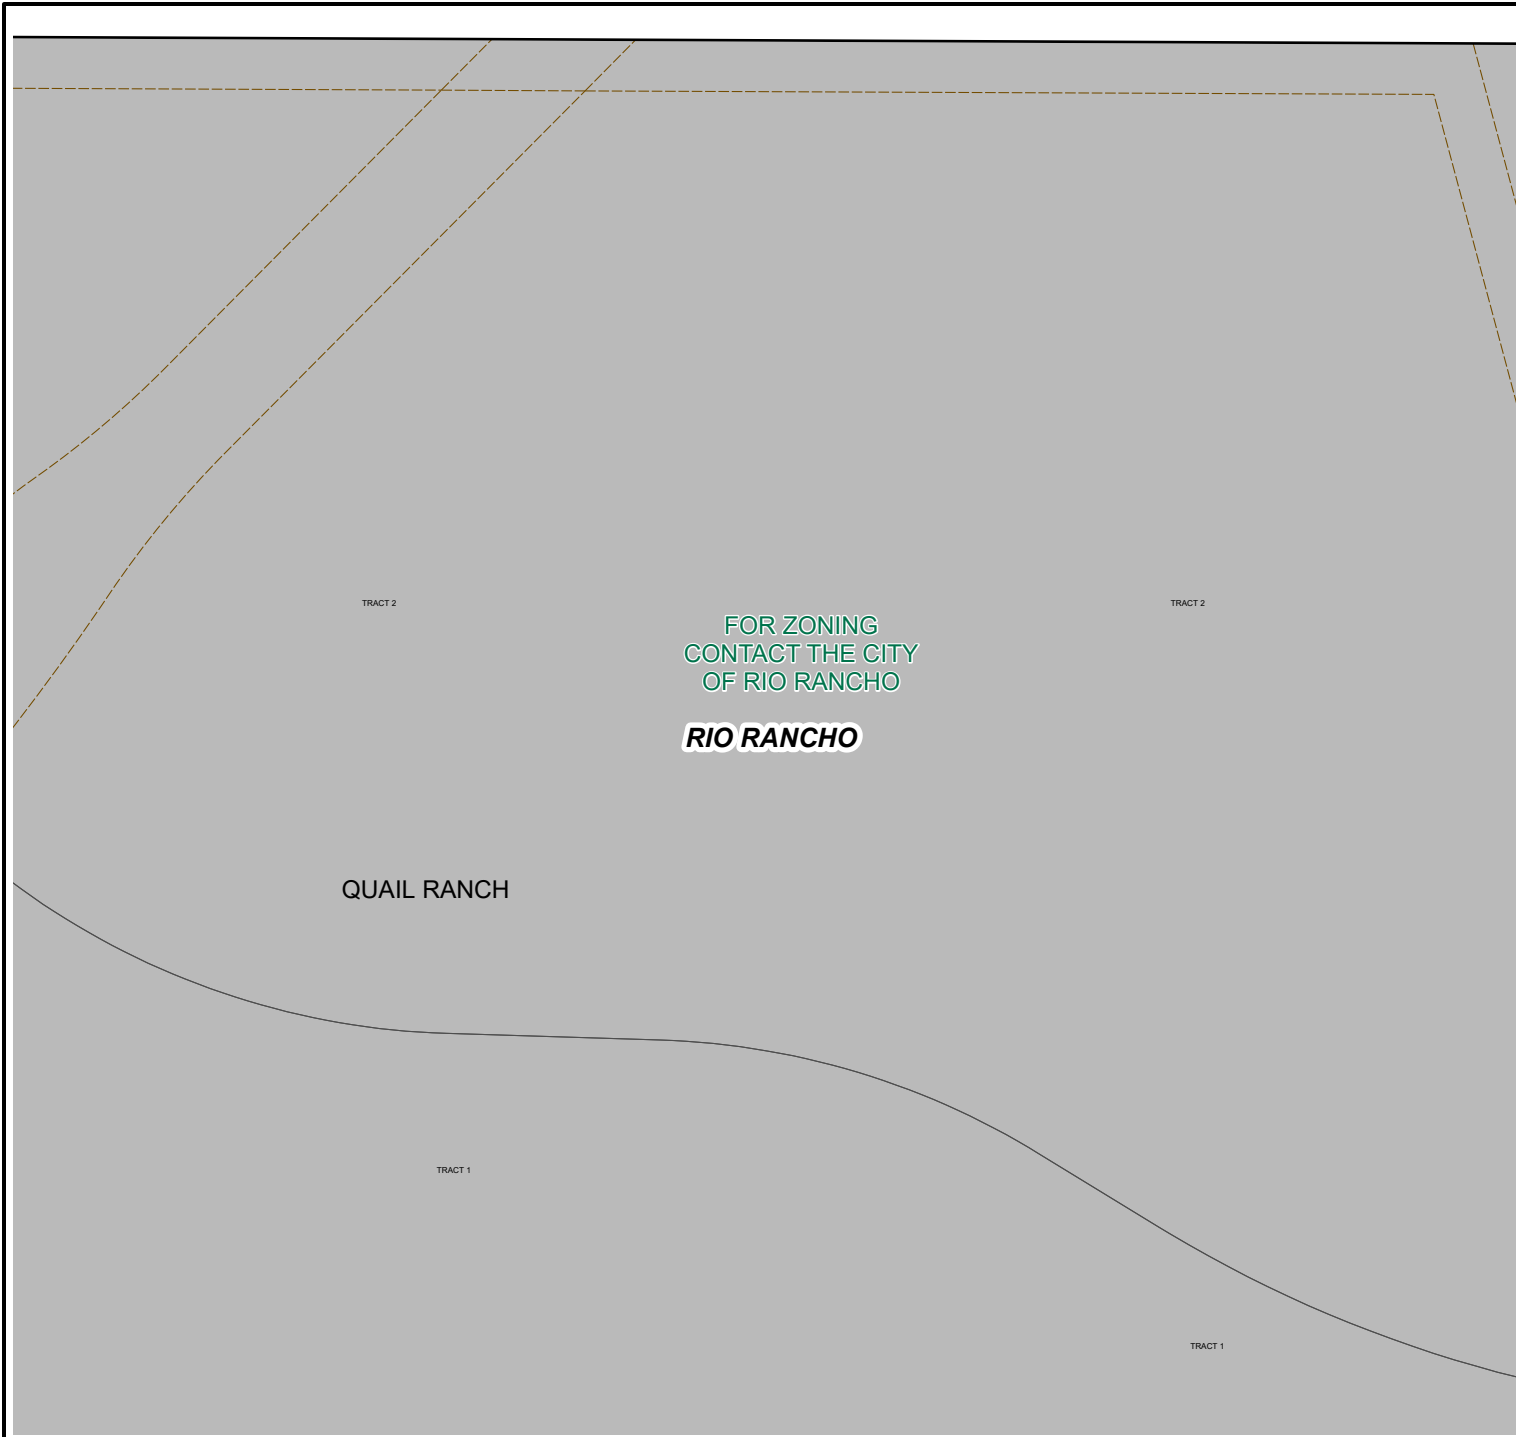 TRACT 2
TRACT 2
FOR ZONING
CONTACT THE CITY
OF RIO RANCHO
RIO RANCHO
QUAIL RANCH
TRACT 1
TRACT 1